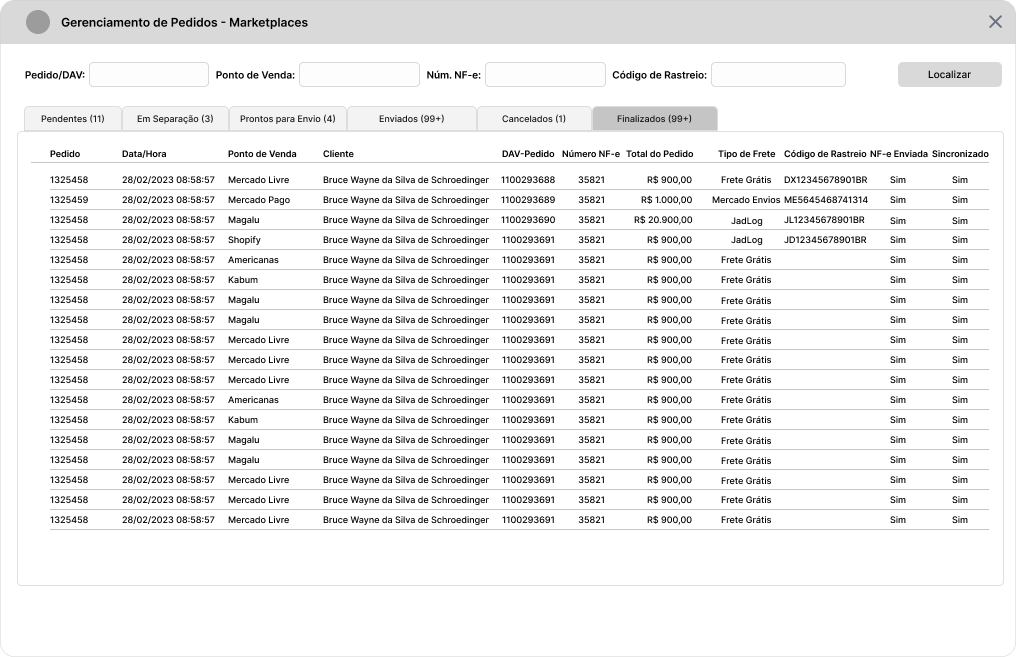 Gerenciamento de Pedidos - Marketplaces
Pedido/DAV: Ponto de Venda: Núm. NF-e: Código de Rastreio: Localizar
Pendentes (11) Em Separação (3) Prontos para Envio (4) Enviados (99+) Cancelados (1) Finalizados (99+)
Pedido Data/Hora Ponto de Venda Cliente DAV-Pedido Número NF-e Total do Pedido Tipo de Frete Código de Rastreio NF-e Enviada Sincronizado
1325458 28/02/2023 08:58:57 Mercado Livre Bruce Wayne da Silva de Schroedinger 1100293688 35821 R$ 900,00 Frete Grátis DX12345678901BR Sim Sim
1325459 28/02/2023 08:58:57 Mercado Pago Bruce Wayne da Silva de Schroedinger 1100293689 35821 R$ 1.000,00 Mercado Envios ME5645468741314 Sim Sim
1325458 28/02/2023 08:58:57 Magalu Bruce Wayne da Silva de Schroedinger 1100293690 35821 R$ 20.900,00 JadLog JL12345678901BR Sim Sim
1325458 28/02/2023 08:58:57 Shopify Bruce Wayne da Silva de Schroedinger 1100293691 35821 R$ 900,00 JadLog JD12345678901BR Sim Sim
1325458 28/02/2023 08:58:57 Americanas Bruce Wayne da Silva de Schroedinger 1100293691 35821 R$ 900,00 Frete Grátis Sim Sim
1325458 28/02/2023 08:58:57 Kabum Bruce Wayne da Silva de Schroedinger 1100293691 35821 R$ 900,00 Frete Grátis Sim Sim
1325458 28/02/2023 08:58:57 Magalu Bruce Wayne da Silva de Schroedinger 1100293691 35821 R$ 900,00 Frete Grátis Sim Sim
1325458 28/02/2023 08:58:57 Magalu Bruce Wayne da Silva de Schroedinger 1100293691 35821 R$ 900,00 Frete Grátis Sim Sim
1325458 28/02/2023 08:58:57 Mercado Livre Bruce Wayne da Silva de Schroedinger 1100293691 35821 R$ 900,00 Frete Grátis Sim Sim
1325458 28/02/2023 08:58:57 Mercado Livre Bruce Wayne da Silva de Schroedinger 1100293691 35821 R$ 900,00 Frete Grátis Sim Sim
1325458 28/02/2023 08:58:57 Mercado Livre Bruce Wayne da Silva de Schroedinger 1100293691 35821 R$ 900,00 Frete Grátis Sim Sim
1325458 28/02/2023 08:58:57 Americanas Bruce Wayne da Silva de Schroedinger 1100293691 35821 R$ 900,00 Frete Grátis Sim Sim
1325458 28/02/2023 08:58:57 Kabum Bruce Wayne da Silva de Schroedinger 1100293691 35821 R$ 900,00 Frete Grátis Sim Sim
1325458 28/02/2023 08:58:57 Magalu Bruce Wayne da Silva de Schroedinger 1100293691 35821 R$ 900,00 Frete Grátis Sim Sim
1325458 28/02/2023 08:58:57 Magalu Bruce Wayne da Silva de Schroedinger 1100293691 35821 R$ 900,00 Frete Grátis Sim Sim
1325458 28/02/2023 08:58:57 Mercado Livre Bruce Wayne da Silva de Schroedinger 1100293691 35821 R$ 900,00 Frete Grátis Sim Sim
1325458 28/02/2023 08:58:57 Mercado Livre Bruce Wayne da Silva de Schroedinger 1100293691 35821 R$ 900,00 Frete Grátis Sim Sim
1325458 28/02/2023 08:58:57 Mercado Livre Bruce Wayne da Silva de Schroedinger 1100293691 35821 R$ 900,00 Frete Grátis Sim Sim